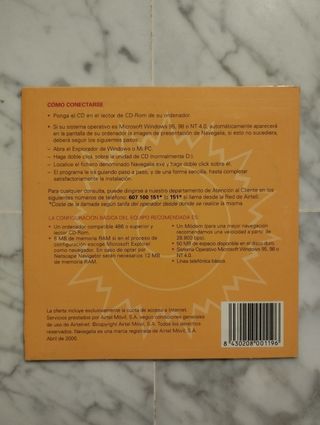 CÓMO CONECTARSE
• Ponga el CD en el lector de CD-Rom de su ordenador.
• Si su sistema operativo es Microsoft Windows 95, 98 o NT 4.0, automáticamente aparecerá
en la pantalla de su ordenador la imagen de presentación de Navegalia, si esto no sucediera,
deberá seguir los siguientes pasos:
- Abra el Explorador de Windows o Mi PC.
- Haga doble click sobre la unidad de CD (normalmente D:).
- Localice el fichero denominado Navegalia.exe y haga doble click sobre él.
• El programa le irá guiando paso a paso, y de una forma sencilla, hasta completar
satisfactoriamente la instalación.
Para cualquier consulta, puede dirigirse a nuestro departamento de Atención al Cliente en los
siguientes números de teléfono: 607 100 151* (o 151* si llama desde la Red de Airtel).
*Coste de la llamada según tarifa del operador desde donde se realice la misma
LA CONFIGURACIÓN BÁSICA DEL EQUIPO RECOMENDADA ES:
• Un ordenador compatible 486 o superior y
lector CD-Rom.
• 8 MB de memoria RAM si en el proceso de
configuración escoge Microsoft Explorer
como navegador. En caso de optar por
Netscape Navigator serán necesarios 12 MB
de memoria RAM.
• Un Módem (para una mejor navegación
recomendamos una velocidad a partir de
28.800 bps).
• 50 MB de espacio disponible en el disco duro.
• Sistema Operativo Microsoft Windows 95, 98 o
NT 4.0.
• Línea telefónica básica.
La oferta incluye exclusivamente la cuota de acceso a Internet.
Servicios prestados por Airtel Móvil, S.A. según condiciones generales
de uso de Airtel-net. ©copyright Airtel Móvil, S.A. Todos los derechos
reservados. Navegalia es una marca registrada de Airtel Móvil, S.A.
Abril de 2000.
8 430208 001196